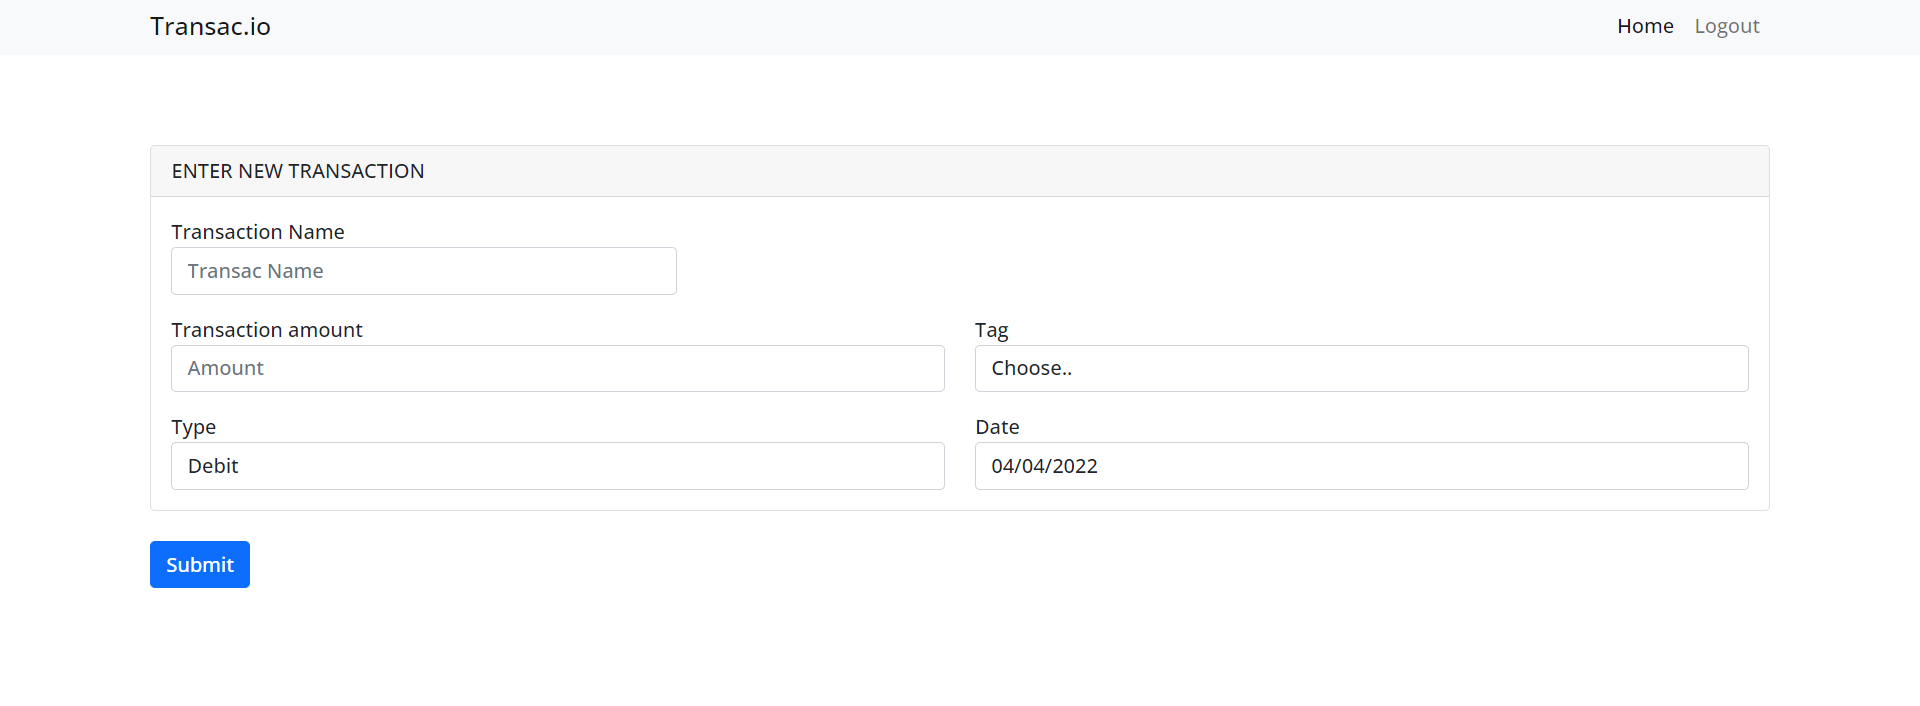 Transac.io Home Logout
ENTER NEW TRANSACTION
Transaction Name
Transac Name
Transaction amount Tag
Amount Choose..
Type Date
Debit 04/04/2022
Submit